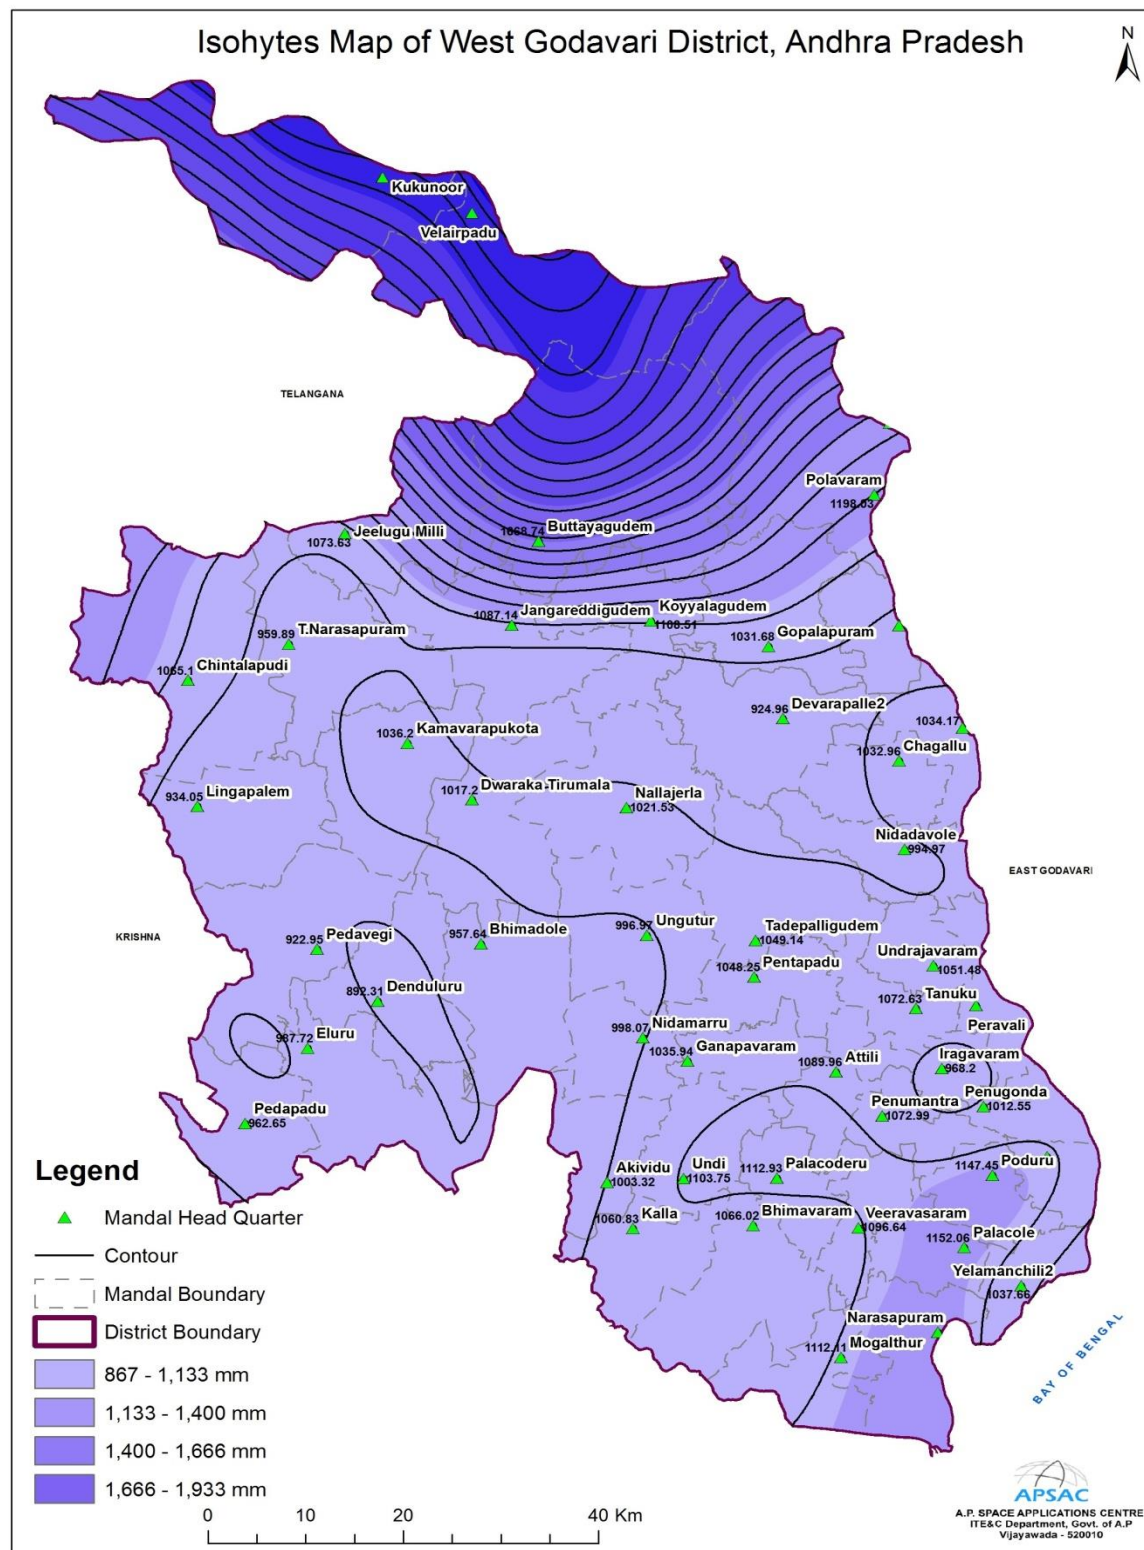 Isohytes Map of West Godavari District, Andhra Pradesh
N
Kukunoor
Velairpadu
TELANGANA
Polavaram
1198.03
Buttayagudem
Jeelugu Milli
1073.63
Jangareddigudem
1087.14
Koyyalagudem
1108.51
T.Narasapuram
959.89
Gopalapuram
1031.68
Chintalapudi
1065.1
Devarapalle2
924.96
1034.17
Kamavarapukota
1036.2
Chagallu
1032.96
Lingapalem
934.05
Dwaraka-Tirumala
1017.2
Nallajerla
1021.53
Nidadavole
994.97
EAST GODAVARI
KRISHNA
Pedavegi
922.95
Bhimadole
957.64
Ungutur
996.97
Tadepalligudem
1049.14
Pentapadu
1048.25
Undrajavaram
1051.48
Denduluru
892.31
Tanuku
1072.63
Peravali
Eluru
937.72
Nidamarru
998.07
Ganapavaram
1035.94
Attili
1089.96
Iragavaram
968.2
Penugonda
1012.55
Penumantra
1072.99
Pedapadu
962.65
Akividu
1003.32
Undi
1103.75
Palacoderu
1112.93
Poduru
1147.45
Kalla
1060.83
Bhimavaram
1066.02
Veeravasaram
1096.64
Palacole
1152.06
Yelamanchili2
1037.66
Narasapuram
Mogalthur
1112.11
BAY OF BENGAL
Legend
Mandal Head Quarter
Contour
Mandal Boundary
District Boundary
867 - 1,133 mm
1,133 - 1,400 mm
1,400 - 1,666 mm
1,666 - 1,933 mm
0 20 40 Km
APSAC
A.P. SPACE APPLICATIONS CENTRE
ITE&C Department, Govt. of A.P
Vijayawada - 520010